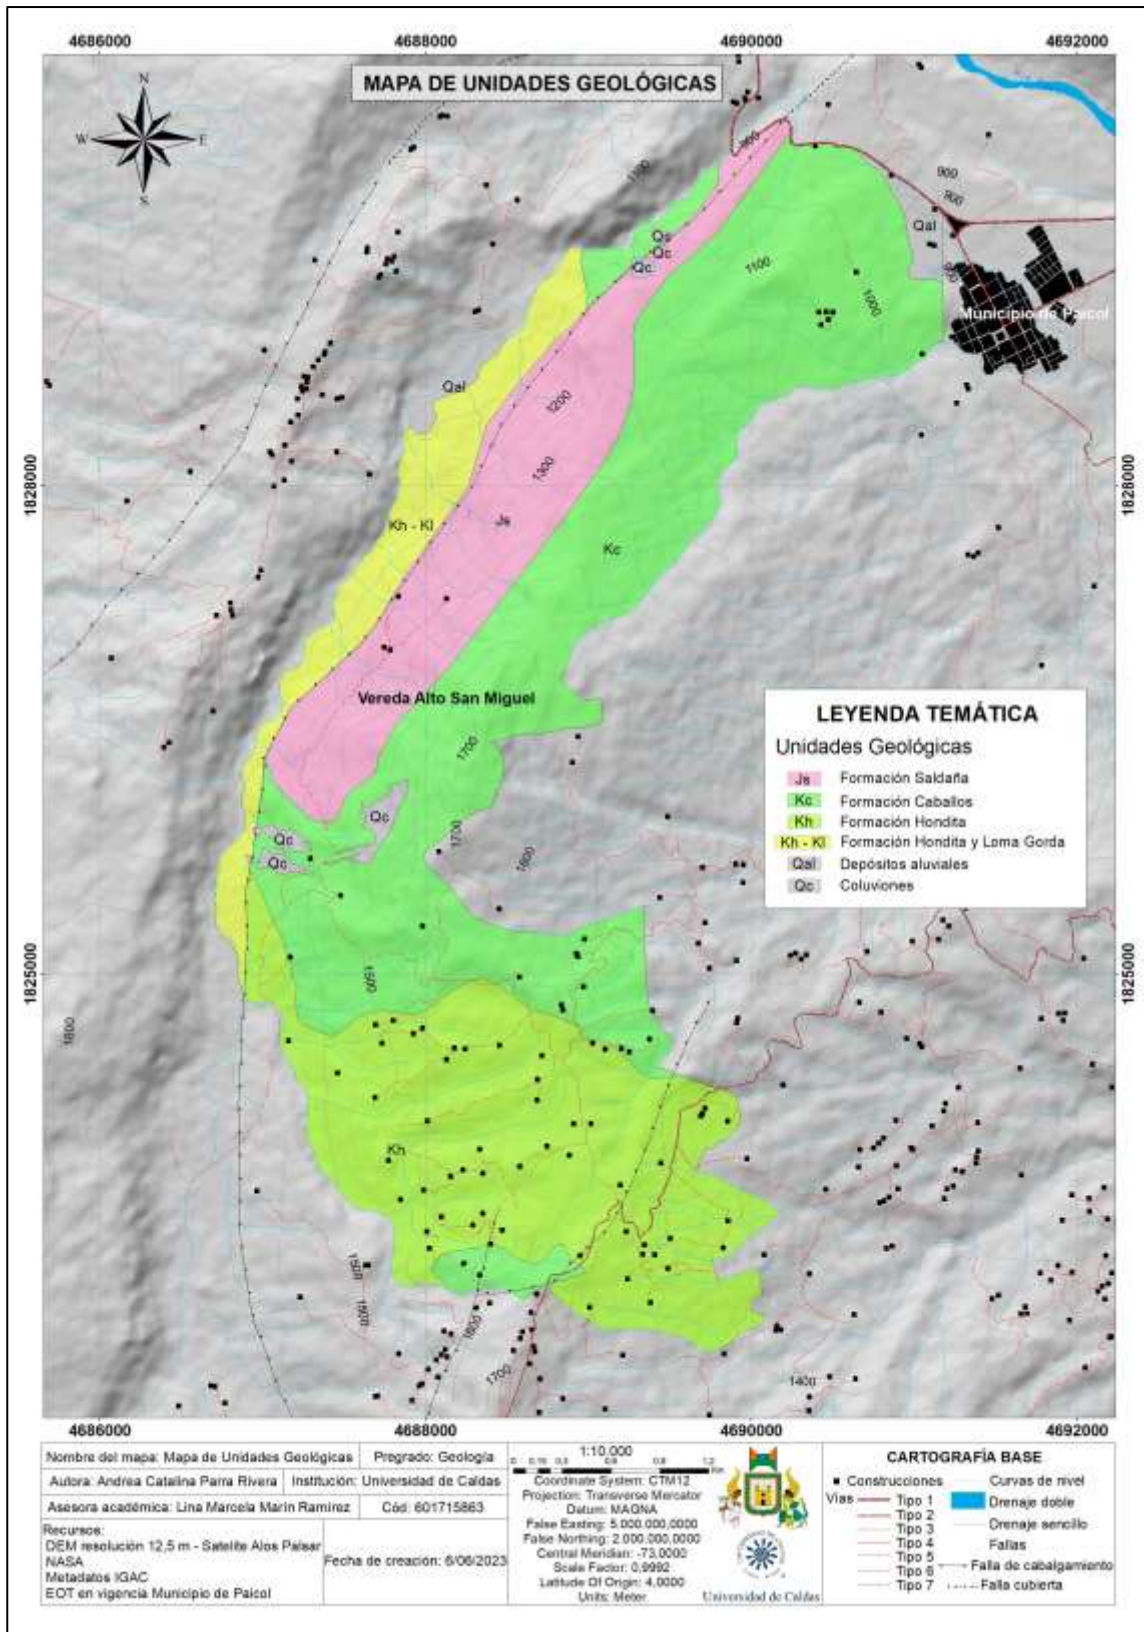 4686000 4688000 4690000 4692000
MAPA DE UNIDADES GEOLÓGICAS
N
W E
S
900
1100
900
900
Qal
Qs
Qc
Qc
1100
1000
900
Municipio de Paicol
Qal
1200
1300
1828000 1828000
Js
Kh - Kl
Kc
Vereda Alto San Miguel
1700
LEYENDA TEMÁTICA
Unidades Geológicas
Js Formación Saldaña
Kc Formación Caballos
Kh Formación Hondita
Kh - Kl Formación Hondita y Loma Gorda
Qal Depósitos aluviales
Qc Coluviones
Qc
Qc
Qc
1700
1600
1825000 1825000
1500
1800
Kh
1500
1500
1600
1700
1400
4686000 4688000 4690000 4692000
Nombre del mapa: Mapa de Unidades Geológicas
Pregrado: Geología
Autora: Andrea Catalina Parra Rivera
Institución: Universidad de Caldas
Asesora académica: Lina Marcela Marín Ramírez
Cód: 601715863
Recursos:
DEM resolución 12,5 m - Satelite Alos Palsar
NASA
Metadatos IGAC
EOT en vigencia Municipio de Paicol
Fecha de creación: 6/06/2023
1:10.000
Coordinate System: CTM12
Projection: Transverse Mercator
Datum: MAGNA
False Easting: 5.000.000,0000
False Northing: 2.000.000,0000
Central Meridian: -73,0000
Scale Factor: 0,9992
Latitude Of Origin: 4,0000
Units: Meter
Universidad de Caldas
CARTOGRAFÍA BASE
Construcciones
Vías
Tipo 1
Tipo 2
Tipo 3
Tipo 4
Tipo 5
Tipo 6
Tipo 7
Curvas de nivel
Drenaje doble
Drenaje sencillo
Fallas
Falla de cabalgamiento
Falla cubierta